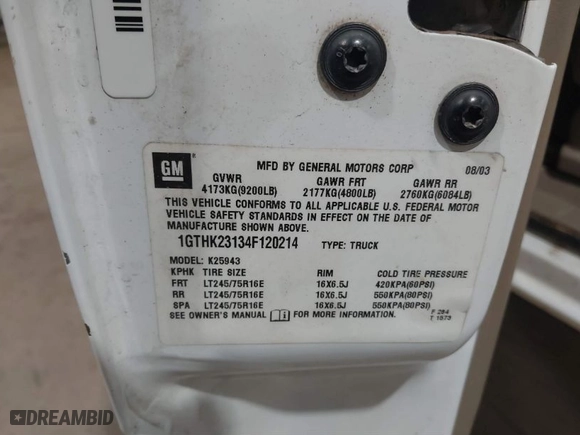 GM
MFD BY GENERAL MOTORS CORP 08/03
GVWR GAWR FRT GAWR RR
4173KG(9200LB) 2177KG(4800LB) 2760KG(6084LB)
THIS VEHICLE CONFORMS TO ALL APPLICABLE U.S. FEDERAL MOTOR
VEHICLE SAFETY STANDARDS IN EFFECT ON THE DATE OF
MANUFACTURE SHOWN ABOVE.
1GTHK23134F120214 TYPE: TRUCK
MODEL: K25943
KPHK TIRE SIZE RIM COLD TIRE PRESSURE
FRT LT245/75R16E 16X6.5J 420KPA(60PSI)
RR LT245/75R16E 16X6.5J 550KPA(80PSI)
SPA LT245/75R16E 16X6.5J 550KPA(80PSI)
SEE OWNER'S MANUAL FOR MORE INFORMATION.
F 284
T 1573
DREAMBID